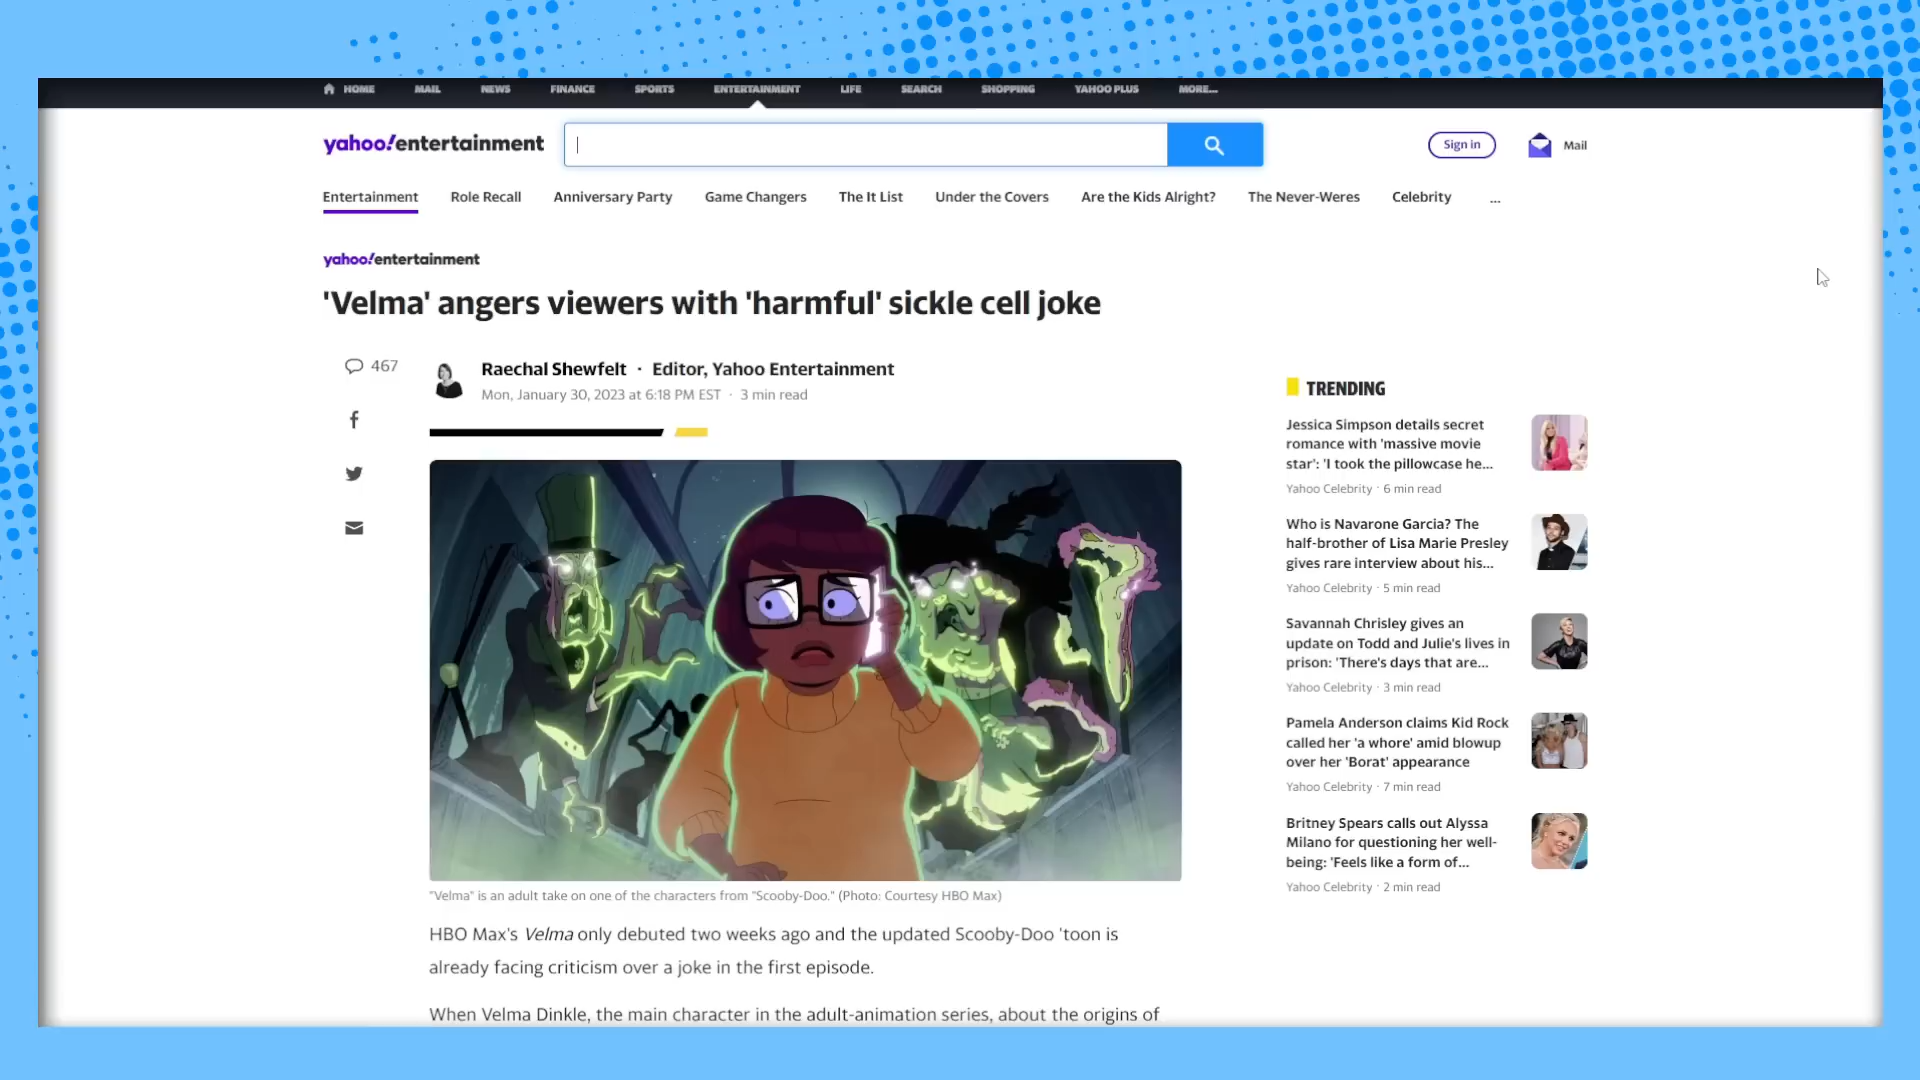 HOME MAIL NEWS FINANCE SPORTS ENTERTAINMENT LIFE SEARCH SHOPPING YAHOO PLUS MORE...
yahoo!entertainment
Sign in
Mail
Entertainment Role Recall Anniversary Party Game Changers The It List Under the Covers Are the Kids Alright? The Never-Weres Celebrity ...
yahoo!entertainment
'Velma' angers viewers with 'harmful' sickle cell joke
467
Raechal Shewfelt · Editor, Yahoo Entertainment
Mon, January 30, 2023 at 6:18 PM EST · 3 min read
"Velma" is an adult take on one of the characters from "Scooby-Doo." (Photo: Courtesy HBO Max)
HBO Max's Velma only debuted two weeks ago and the updated Scooby-Doo 'toon is
already facing criticism over a joke in the first episode.
When Velma Dinkle, the main character in the adult-animation series, about the origins of
TRENDING
Jessica Simpson details secret
romance with 'massive movie
star': 'I took the pillowcase he...
Yahoo Celebrity · 6 min read
Who is Navarone Garcia? The
half-brother of Lisa Marie Presley
gives rare interview about his...
Yahoo Celebrity · 5 min read
Savannah Chrisley gives an
update on Todd and Julie's lives in
prison: 'There's days that are...
Yahoo Celebrity · 3 min read
Pamela Anderson claims Kid Rock
called her 'a whore' amid blowup
over her 'Borat' appearance
Yahoo Celebrity · 7 min read
Britney Spears calls out Alyssa
Milano for questioning her well-
being: 'Feels like a form of...
Yahoo Celebrity · 2 min read